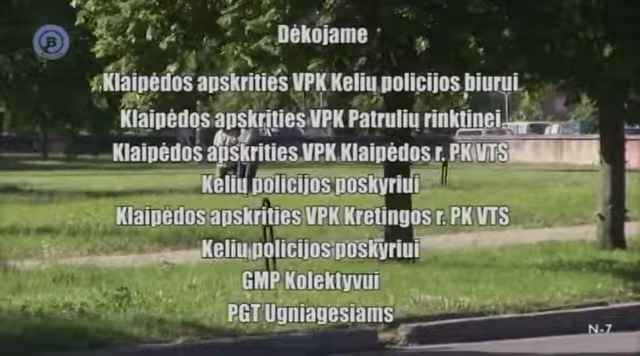 Dėkojame
Klaipėdos apskrities VPK Kelių policijos biurui
Klaipėdos apskrities VPK Patrulių rinktinei
Klaipėdos apskrities VPK Klaipėdos r. PK VTS
Kelių policijos poskyriui
Klaipėdos apskrities VPK Kretingos r. PK VTS
Kelių policijos poskyriui
GMP Kolektyvui
PGT Ugniagesiams
N-7